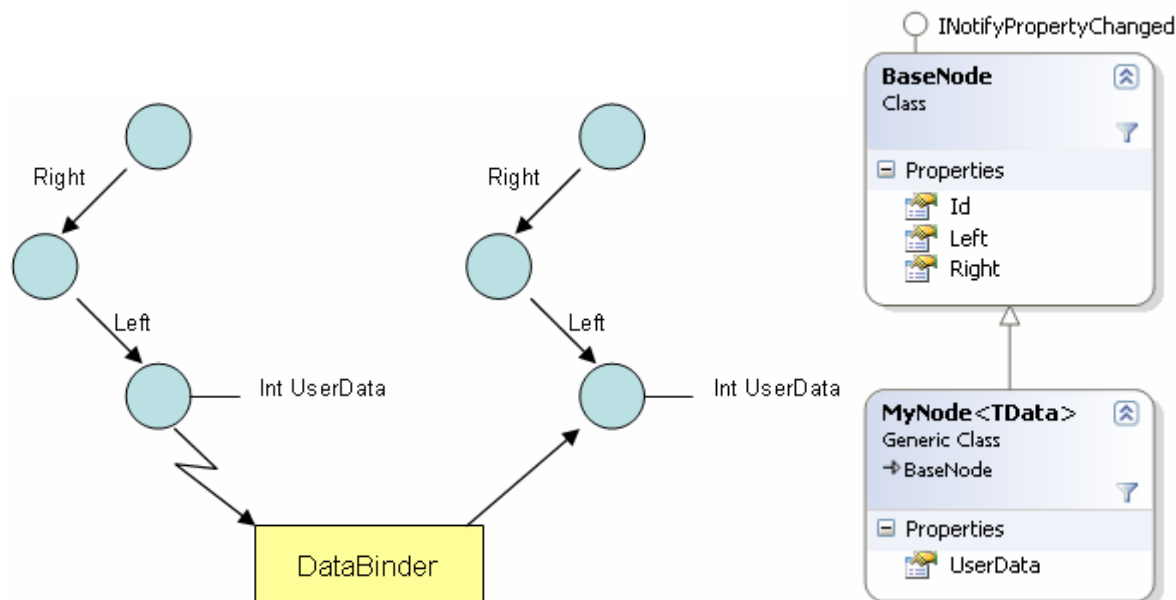 INotifyPropertyChanged
BaseNode
Class
Properties
Id
Left
Right
Right
Right
Left
Left
Int UserData
Int UserData
DataBinder
MyNode<TData>
Generic Class
BaseNode
Properties
UserData